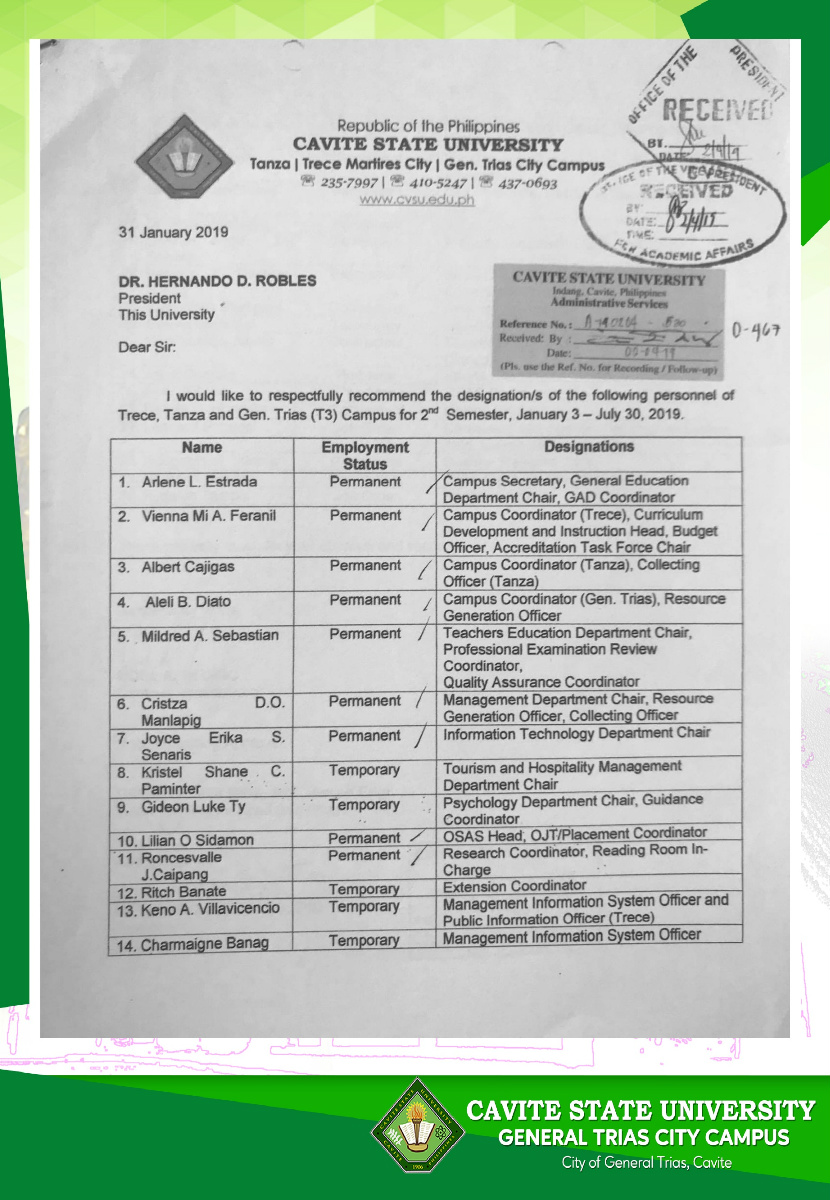 OFFICE OF THE PRESIDENT
RECEIVED
BY.
DATE: 2/4/19
OFFICE OF THE VICE PRESIDENT
RECEIVED
BY:
DATE: 2/4/19
TIME:
FOR ACADEMIC AFFAIRS
Republic of the Philippines
CAVITE STATE UNIVERSITY
Tanza | Trece Martires City | Gen. Trias City Campus
☏ 235-7997 | ☏ 410-5247 | ☏ 437-0693
www.cvsu.edu.ph
31 January 2019
DR. HERNANDO D. ROBLES
President
This University
CAVITE STATE UNIVERSITY
Indang, Cavite, Philippines
Administrative Services
Reference No.:
Received: By :
Date:
(Pls. use the Ref. No. for Recording / Follow-up)
0-467
Dear Sir:
I would like to respectfully recommend the designation/s of the following personnel of
Trece, Tanza and Gen. Trias (T3) Campus for 2nd Semester, January 3 – July 30, 2019.
Name Employment Designations
Status
1. Arlene L. Estrada Permanent Campus Secretary, General Education
Department Chair, GAD Coordinator
2. Vienna Mi A. Feranil Permanent Campus Coordinator (Trece), Curriculum
Development and Instruction Head, Budget
Officer, Accreditation Task Force Chair
3. Albert Cajigas Permanent Campus Coordinator (Tanza), Collecting
Officer (Tanza)
4. Aleli B. Diato Permanent Campus Coordinator (Gen. Trias), Resource
Generation Officer
5. Mildred A. Sebastian Permanent Teachers Education Department Chair,
Professional Examination Review
Coordinator,
Quality Assurance Coordinator
6. Cristza D.O. Permanent Management Department Chair, Resource
Manlapig Generation Officer, Collecting Officer
7. Joyce Erika S. Permanent Information Technology Department Chair
Senaris
8. Kristel Shane C. Temporary Tourism and Hospitality Management
Paminter Department Chair
9. Gideon Luke Ty Temporary Psychology Department Chair, Guidance
Coordinator
10. Lilian O Sidamon Permanent OSAS Head, OJT/Placement Coordinator
11. Roncesvalle Permanent Research Coordinator, Reading Room In-
J.Caipang Charge
12. Ritch Banate Temporary Extension Coordinator
13. Keno A. Villavicencio Temporary Management Information System Officer and
Public Information Officer (Trece)
14. Charmaigne Banag Temporary Management Information System Officer
CAVITE STATE UNIVERSITY
GENERAL TRIAS CITY CAMPUS
City of General Trias, Cavite